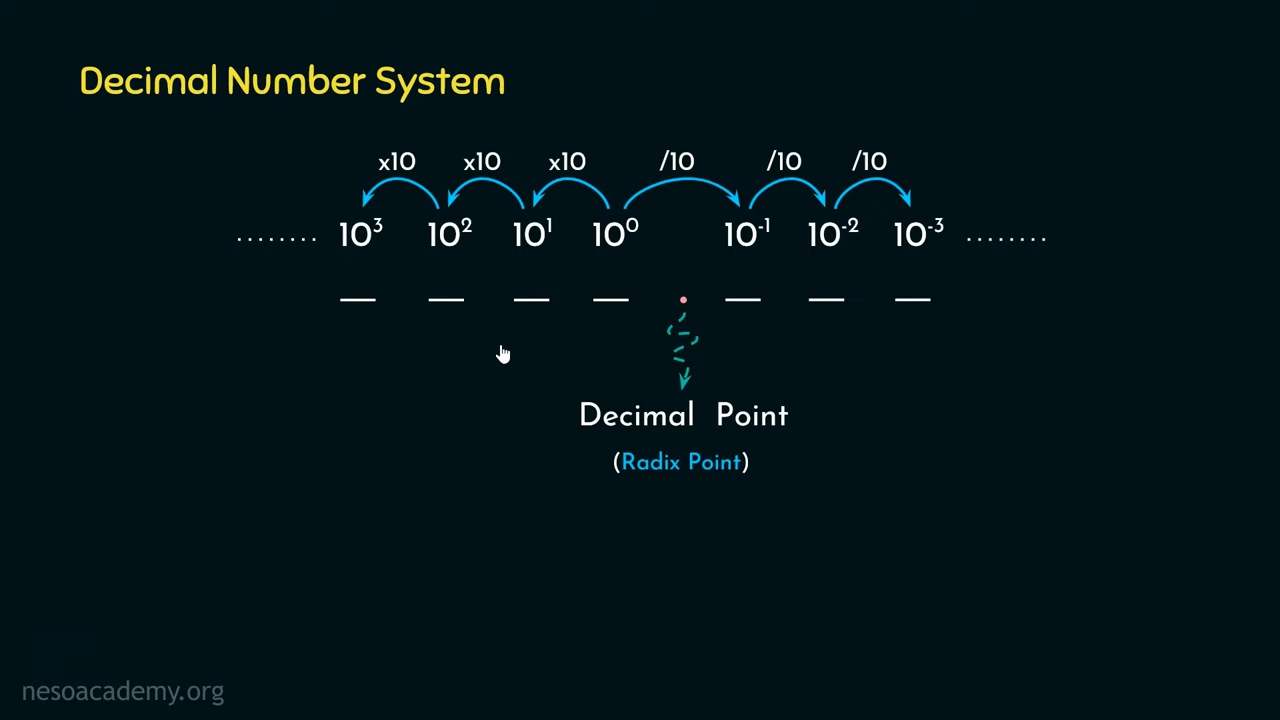 Decimal Number System
x10 x10 x10 /10 /10 /10
........ 10³ 10² 10¹ 10⁰ 10⁻¹ 10⁻² 10⁻³ ........
— — — — . — — —
Decimal Point
(Radix Point)
nesoacademy.org